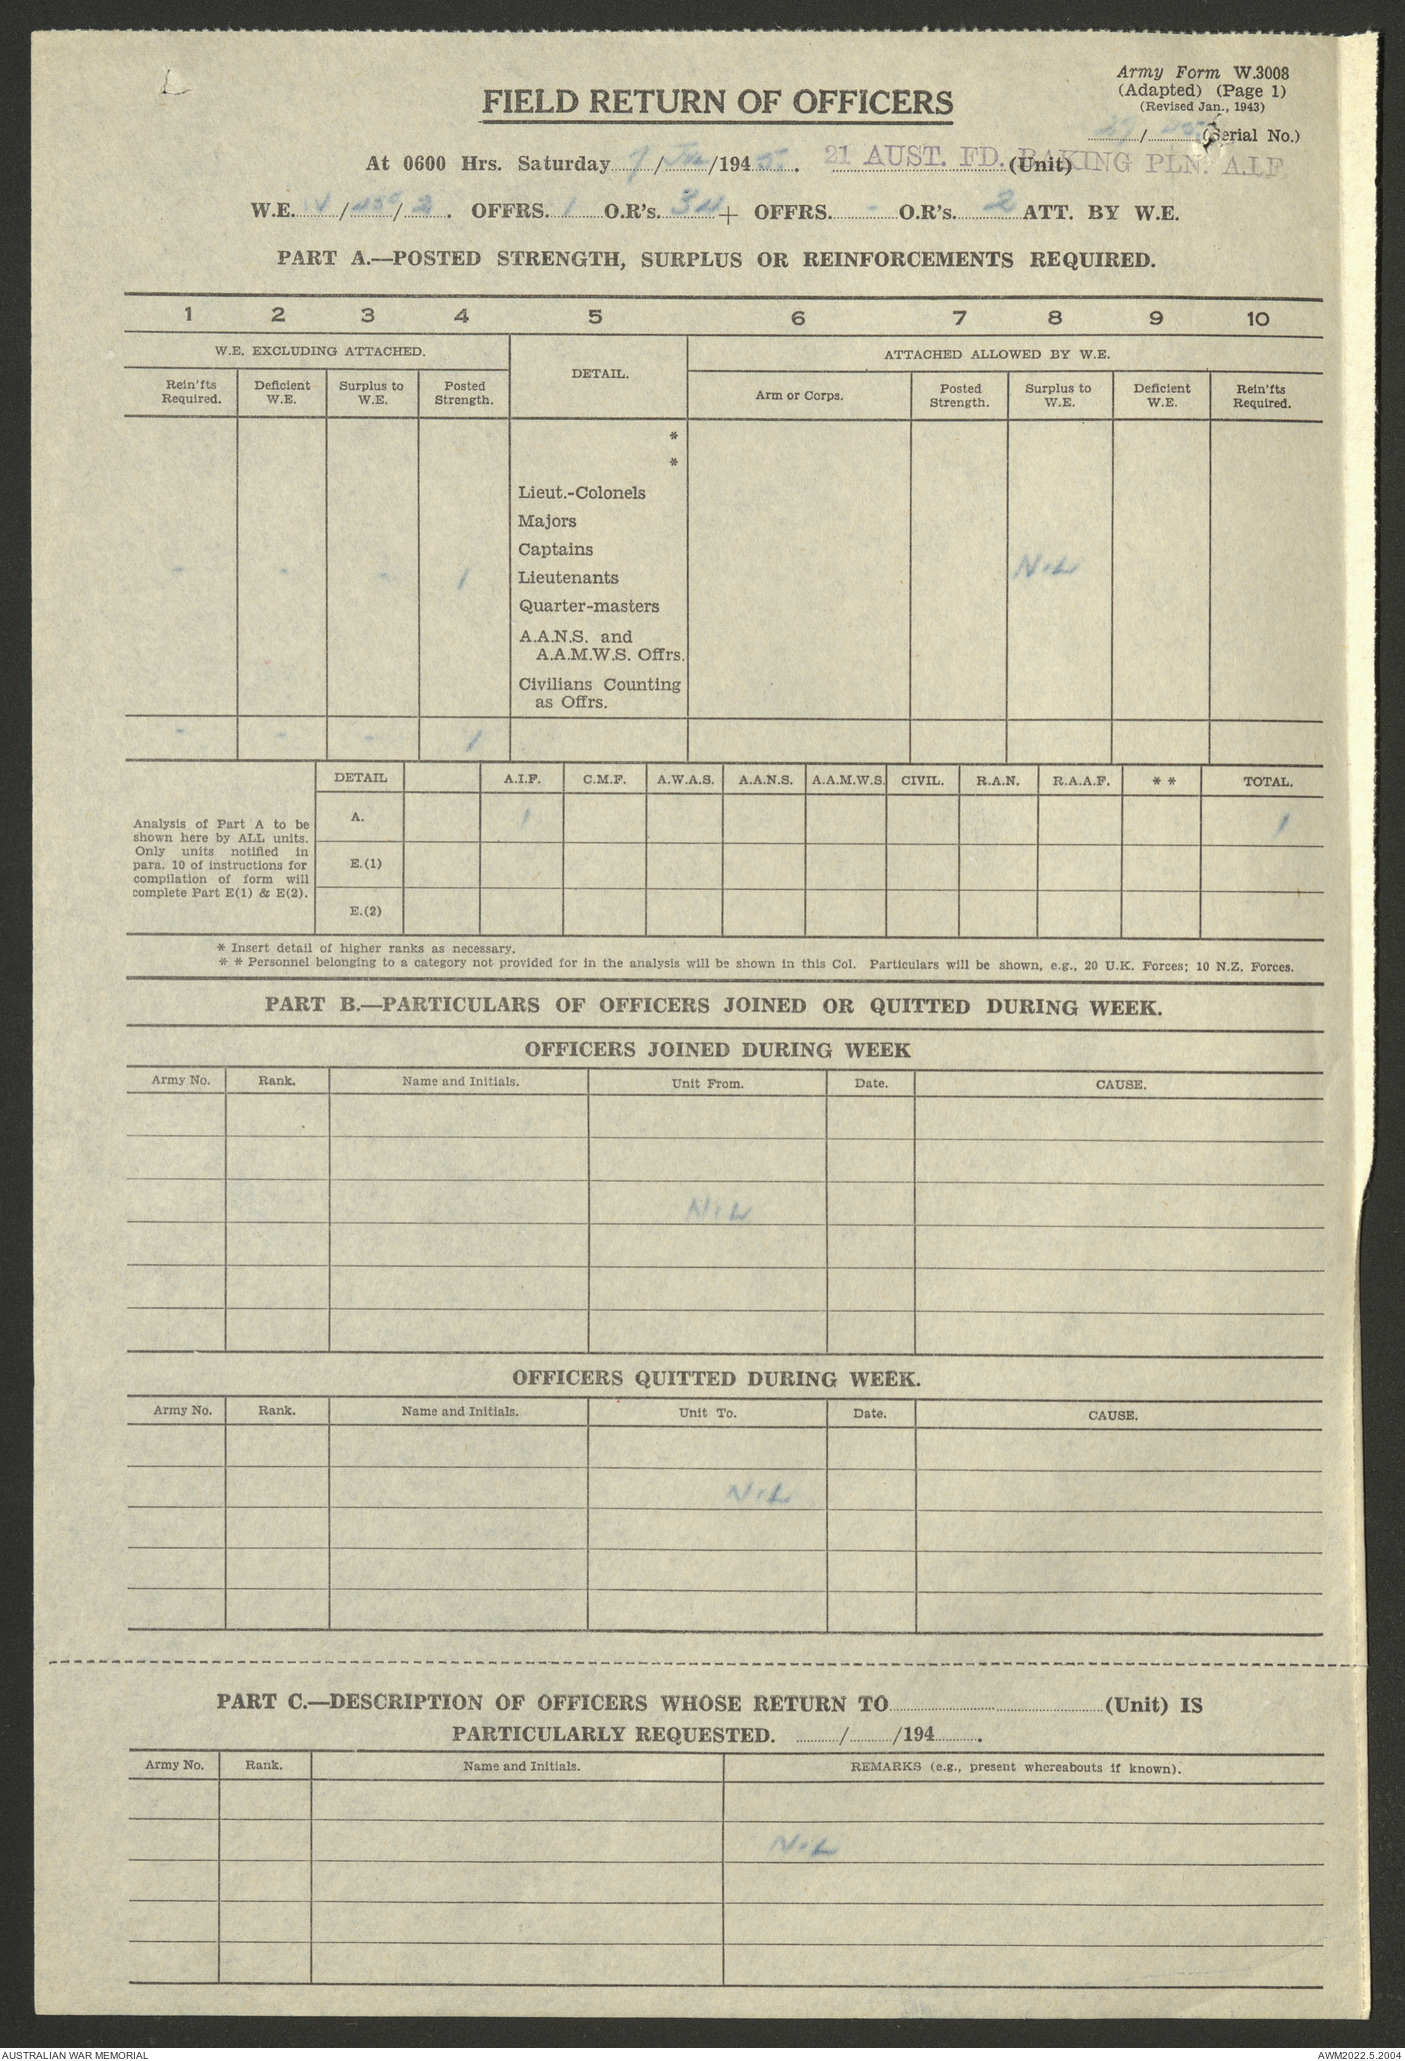 Army Form W.3008
(Adapted) (Page 1)
(Revised Jan., 1943)
FIELD RETURN OF OFFICERS
/ (Serial No.)
At 0600 Hrs. Saturday 7/Jul/1945. 21 AUST. FD. BAKING PLN. A.I.F. (Unit)
W.E. IV/450/2. OFFRS. 1 O.R's. 34 + OFFRS. - O.R's. 2 ATT. BY W.E.
PART A.—POSTED STRENGTH, SURPLUS OR REINFORCEMENTS REQUIRED.
1 2 3 4 5 6 7 8 9 10
W.E. EXCLUDING ATTACHED. DETAIL. ATTACHED ALLOWED BY W.E.
Rein'fts Required. Deficient W.E. Surplus to W.E. Posted Strength. Arm or Corps. Posted Strength. Surplus to W.E. Deficient W.E. Rein'fts Required.
*
*
Lieut.-Colonels
Majors
Captains
- - - 1 Lieutenants NIL
Quarter-masters
A.A.N.S. and
A.A.M.W.S. Offrs.
Civilians Counting
as Offrs.
- - - 1
DETAIL A.I.F. C.M.F. A.W.A.S. A.A.N.S. A.A.M.W.S. CIVIL. R.A.N. R.A.A.F. * * TOTAL.
Analysis of Part A to be
shown here by ALL units.
Only units notified in
para. 10 of instructions for
compilation of form will
complete Part E(1) & E(2).
A. 1 1
E.(1)
E.(2)
* Insert detail of higher ranks as necessary.
* * Personnel belonging to a category not provided for in the analysis will be shown in this Col. Particulars will be shown, e.g., 20 U.K. Forces; 10 N.Z. Forces.
PART B.—PARTICULARS OF OFFICERS JOINED OR QUITTED DURING WEEK.
OFFICERS JOINED DURING WEEK
Army No. Rank. Name and Initials. Unit From. Date. CAUSE.
NIL
OFFICERS QUITTED DURING WEEK.
Army No. Rank. Name and Initials. Unit To. Date. CAUSE.
NIL
PART C.—DESCRIPTION OF OFFICERS WHOSE RETURN TO (Unit) IS
PARTICULARLY REQUESTED. / /194 .
Army No. Rank. Name and Initials. REMARKS (e.g., present whereabouts if known).
NIL
AUSTRALIAN WAR MEMORIAL AWM2022.5.2004